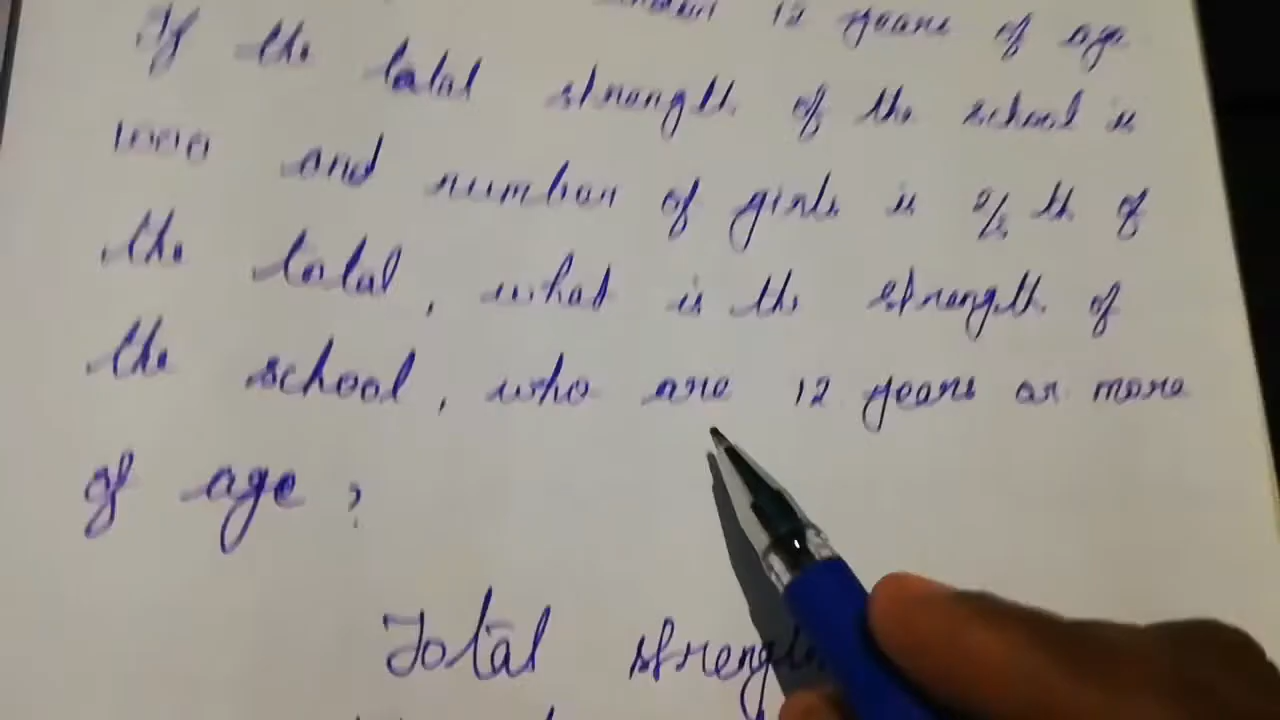 12 years of age
If the total strength of the school is
1000 and number of girls is th of
the total, what is the strength of
the school, who are 12 years or more
of age?
Total strength